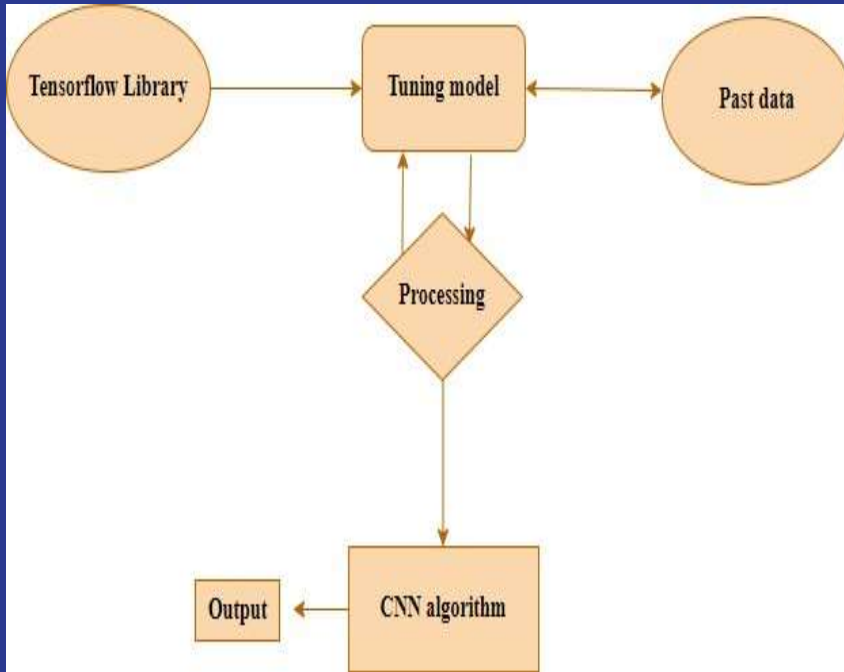 Tensorflow Library
Tuning model
Past data
Processing
Output
CNN algorithm